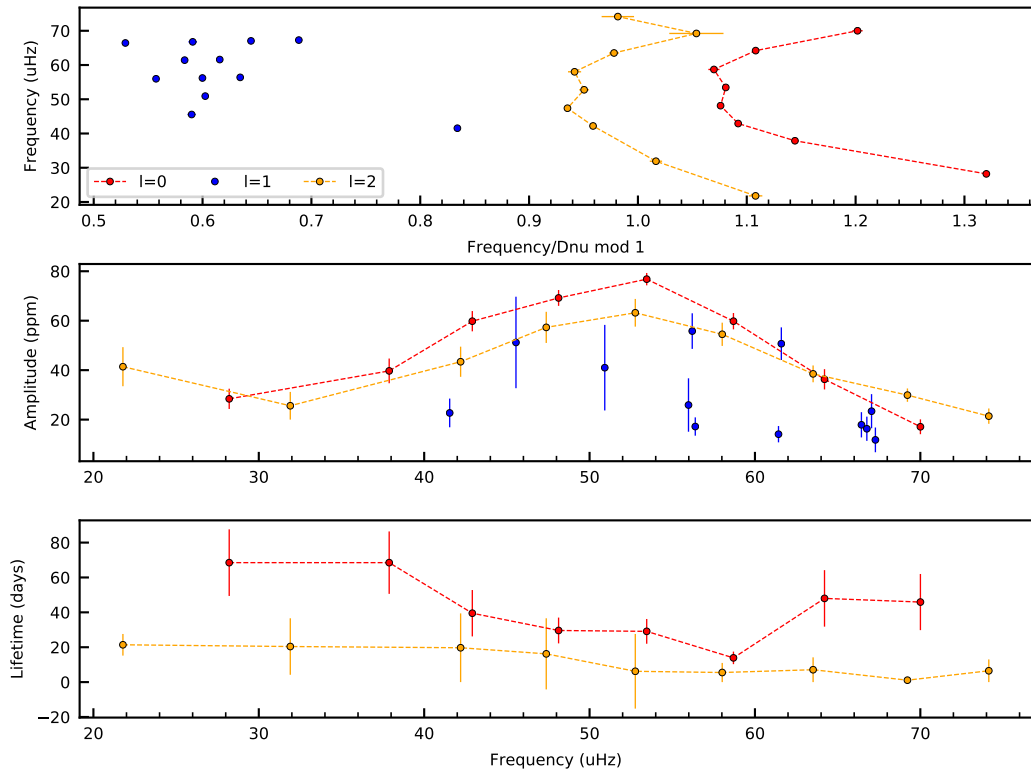 Frequency (uHz)
70
60
50
40
30
20
l=0 l=1 l=2
0.5 0.6 0.7 0.8 0.9 1.0 1.1 1.2 1.3
Frequency/Dnu mod 1
Amplitude (ppm)
80
60
40
20
20 30 40 50 60 70
Lifetime (days)
80
60
40
20
0
−20
20 30 40 50 60 70
Frequency (uHz)